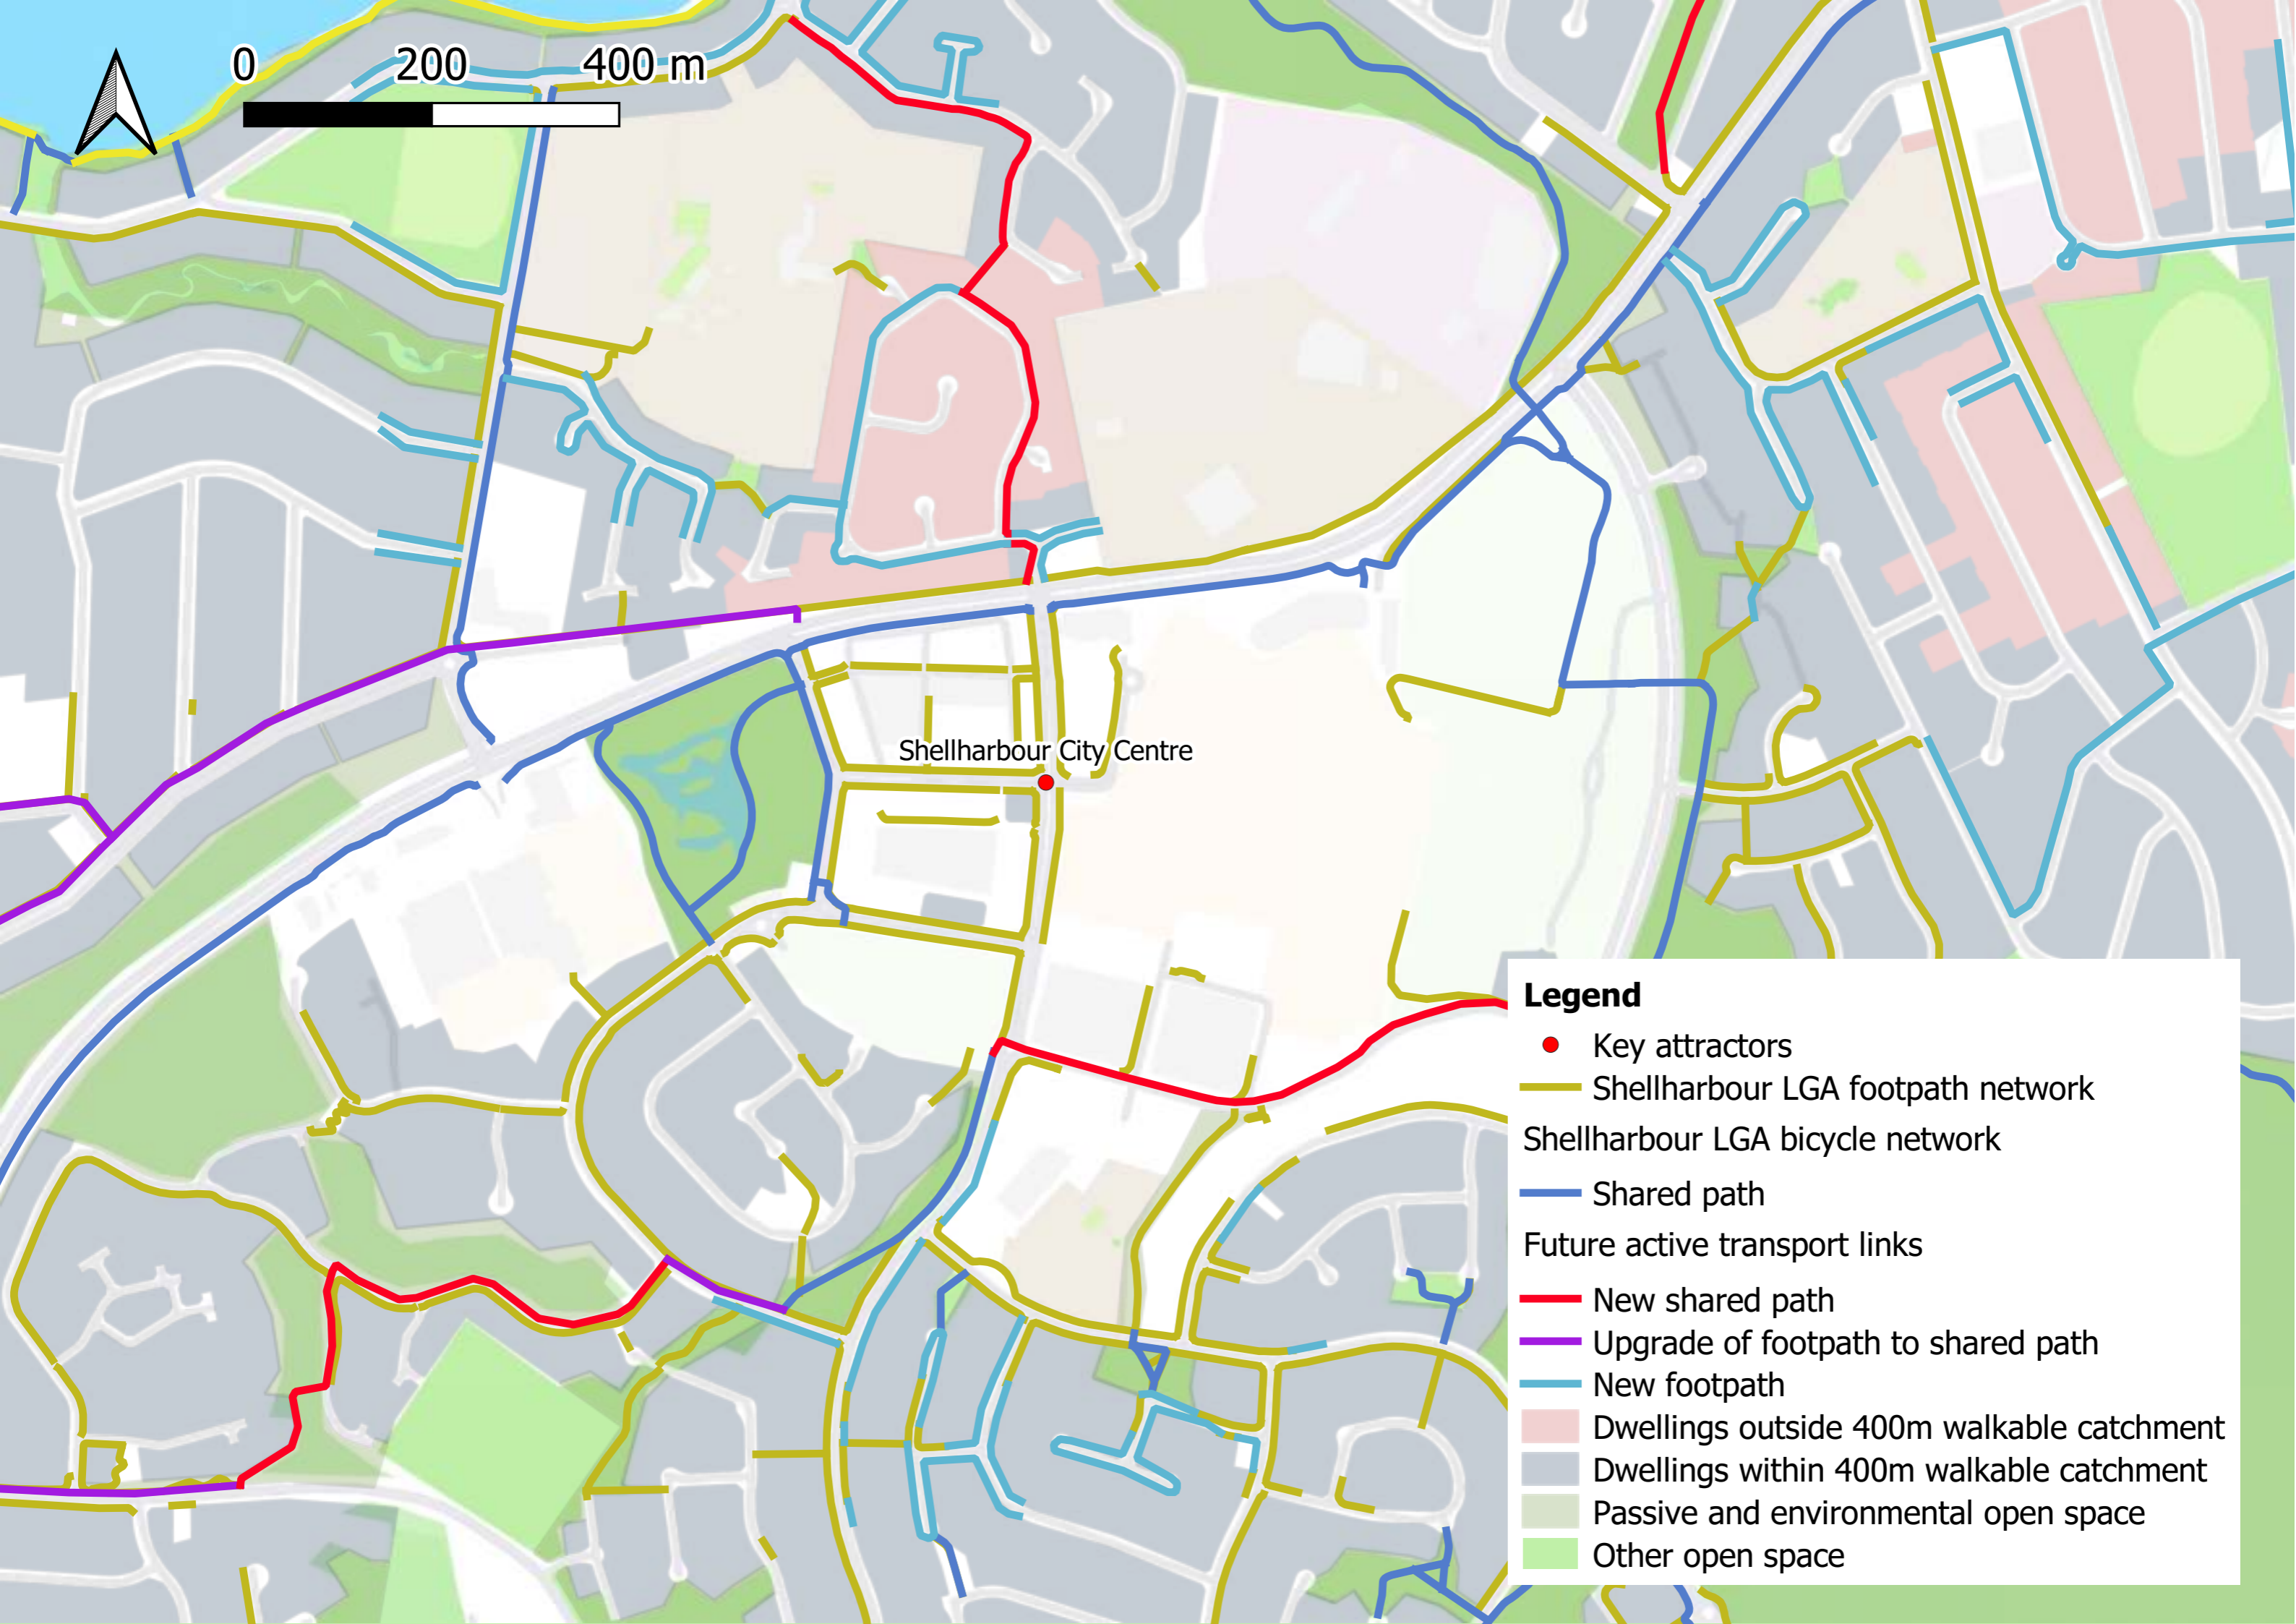 0 200 400 m
Shellharbour City Centre
Legend
Key attractors
Shellharbour LGA footpath network
Shellharbour LGA bicycle network
Shared path
Future active transport links
New shared path
Upgrade of footpath to shared path
New footpath
Dwellings outside 400m walkable catchment
Dwellings within 400m walkable catchment
Passive and environmental open space
Other open space